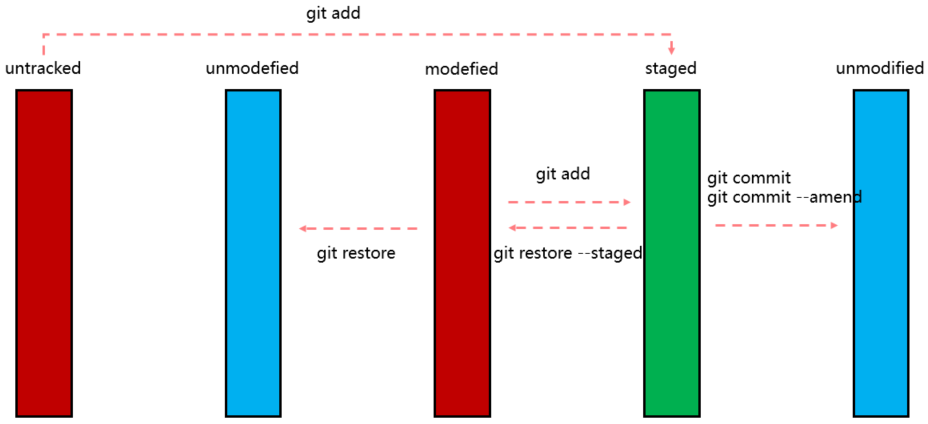 git add
untracked
unmodefied
modefied
staged
unmodified
git add
git commit
git commit --amend
git restore
git restore --staged